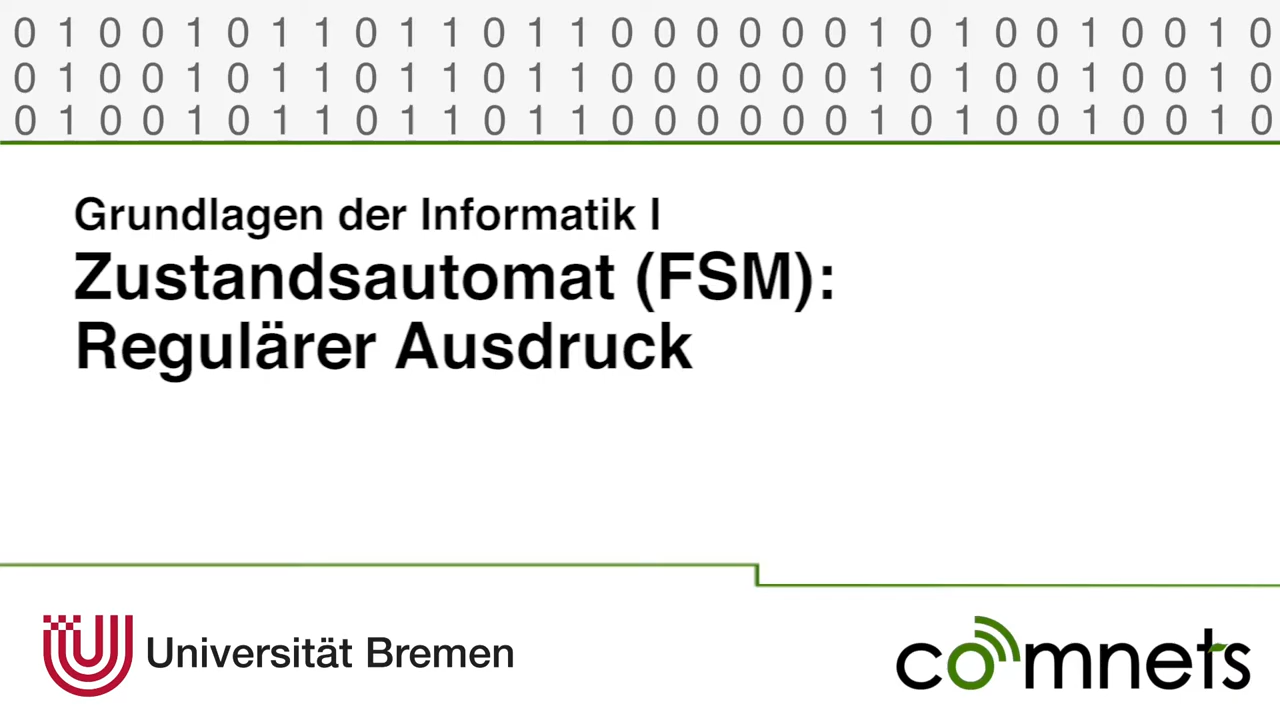 0 1 0 0 1 0 1 1 0 1 1 0 1 1 0 0 0 0 0 0 1 0 1 0 0 1 0 0 1 0
0 1 0 0 1 0 1 1 0 1 1 0 1 1 0 0 0 0 0 0 1 0 1 0 0 1 0 0 1 0
0 1 0 0 1 0 1 1 0 1 1 0 1 1 0 0 0 0 0 0 1 0 1 0 0 1 0 0 1 0
Grundlagen der Informatik I
Zustandsautomat (FSM):
Regulärer Ausdruck
Universität Bremen
comnets